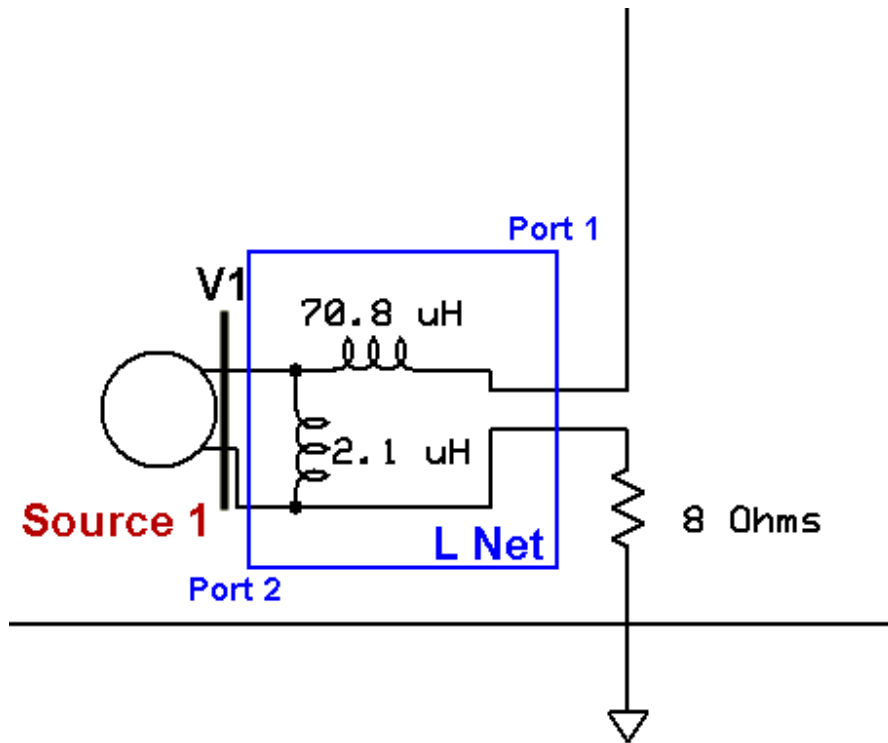 Port 1
V1
70.8 uH
2.1 uH
Source 1
8 Ohms
L Net
Port 2